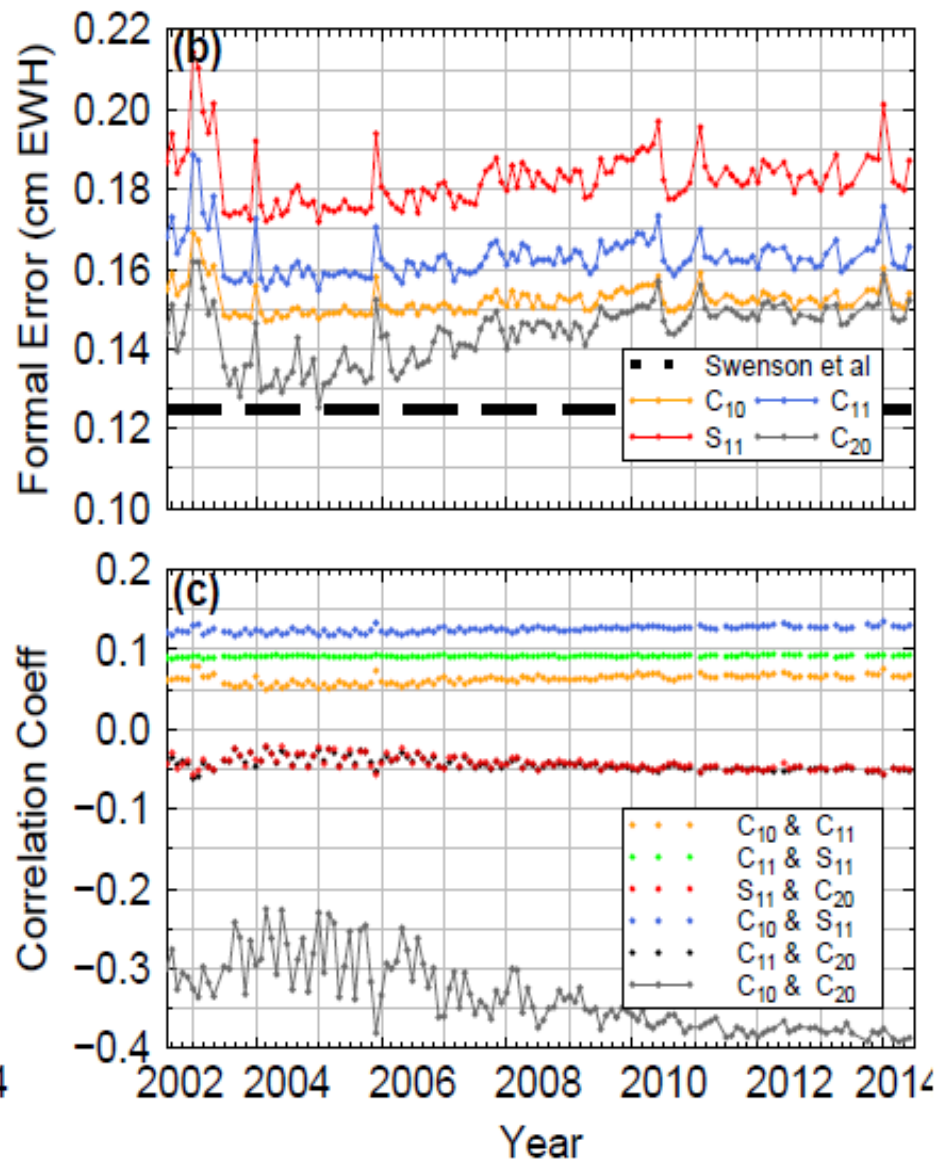 (b)
Formal Error (cm EWH)
0.22
0.20
0.18
0.16
0.14
0.12
0.10
Swenson et al
C10 C11
S11 C20
(c)
Correlation Coeff
0.2
0.1
0.0
−0.1
−0.2
−0.3
−0.4
C10 & C11
C11 & S11
S11 & C20
C10 & S11
C11 & C20
C10 & C20
4 2002 2004 2006 2008 2010 2012 2014
Year